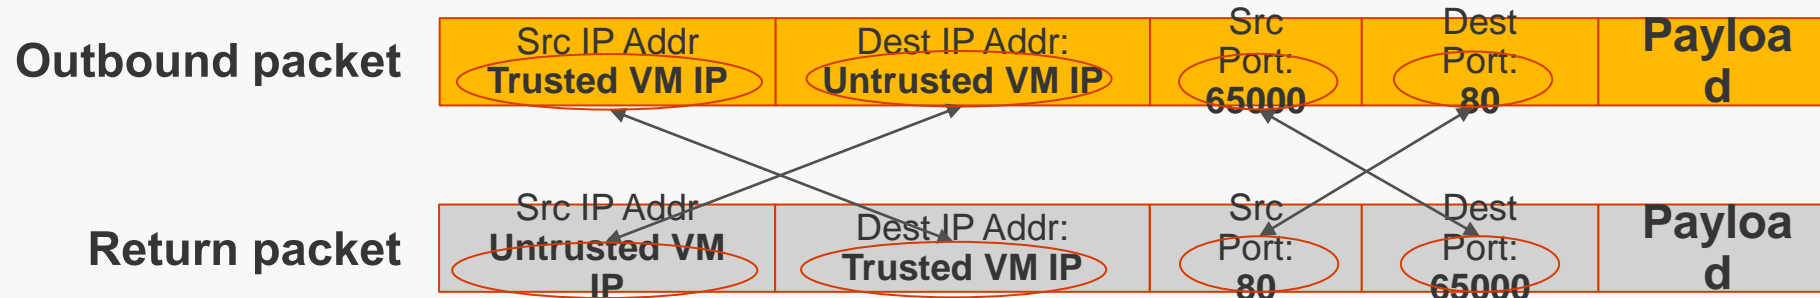 Outbound packet
Src IP Addr
Trusted VM IP
Dest IP Addr:
Untrusted VM IP
Src
Port:
65000
Dest
Port:
80
Payloa
d
Return packet
Src IP Addr
Untrusted VM
IP
Dest IP Addr:
Trusted VM IP
Src
Port:
80
Dest
Port:
65000
Payloa
d